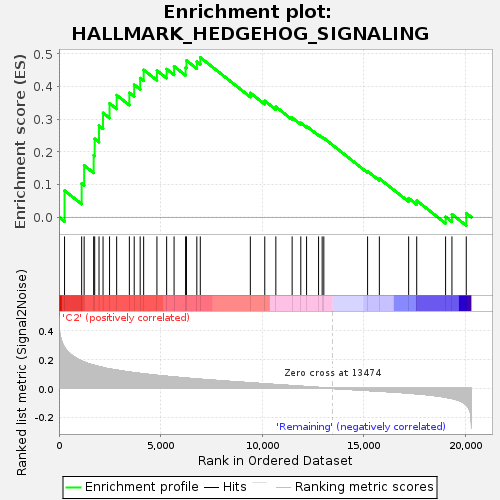 Enrichment plot:
HALLMARK_HEDGEHOG_SIGNALING
Enrichment score (ES)
0.5
0.4
0.3
0.2
0.1
0.0
'C2' (positively correlated)
Ranked list metric (Signal2Noise)
0.4
0.2
0.0
-0.2
Zero cross at 13474
'Remaining' (negatively correlated)
0
5,000
10,000
15,000
20,000
Rank in Ordered Dataset
Enrichment profile
Hits
Ranking metric scores